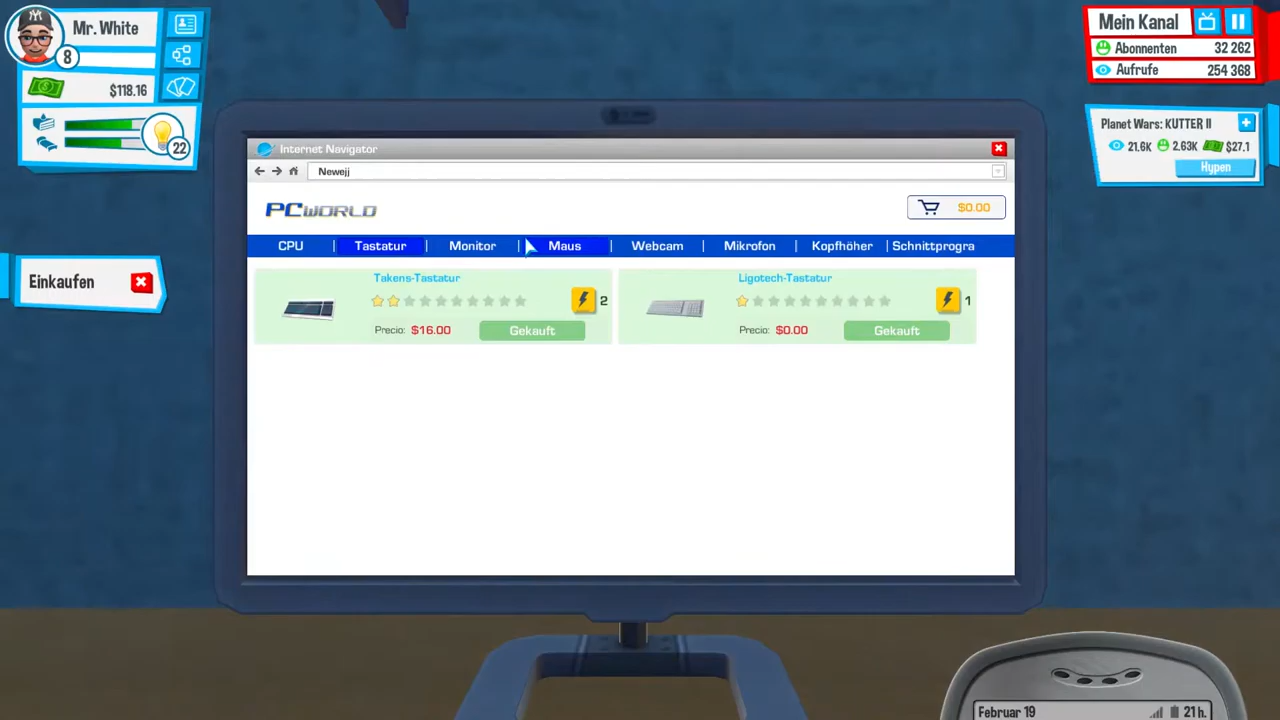 Mr. White
8
$118.16
22
Mein Kanal
Abonnenten 32 262
Aufrufe 254 368
Planet Wars: KUTTER II
21.6K 2.63K $27.1
Hypen
Einkaufen
Internet Navigator
Newejj
PCWORLD
$0.00
CPU | Tastatur | Monitor | Maus | Webcam | Mikrofon | Kopfhöher | Schnittprogra
Takens-Tastatur
2
Precio: $16.00 Gekauft
Ligotech-Tastatur
1
Precio: $0.00 Gekauft
Februar 19 21 h.